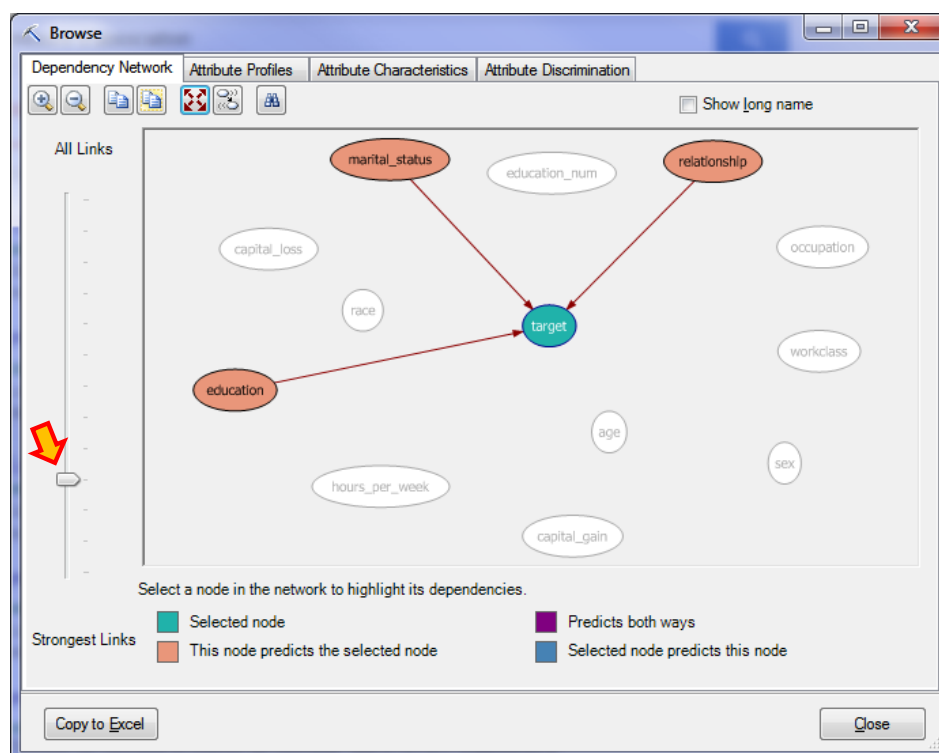 Browse
Dependency Network Attribute Profiles Attribute Characteristics Attribute Discrimination
Show long name
All Links
marital_status
relationship
education_num
capital_loss
occupation
race
target
workclass
education
age
sex
hours_per_week
capital_gain
Select a node in the network to highlight its dependencies.
Selected node Predicts both ways
Strongest Links
This node predicts the selected node Selected node predicts this node
Copy to Excel Close